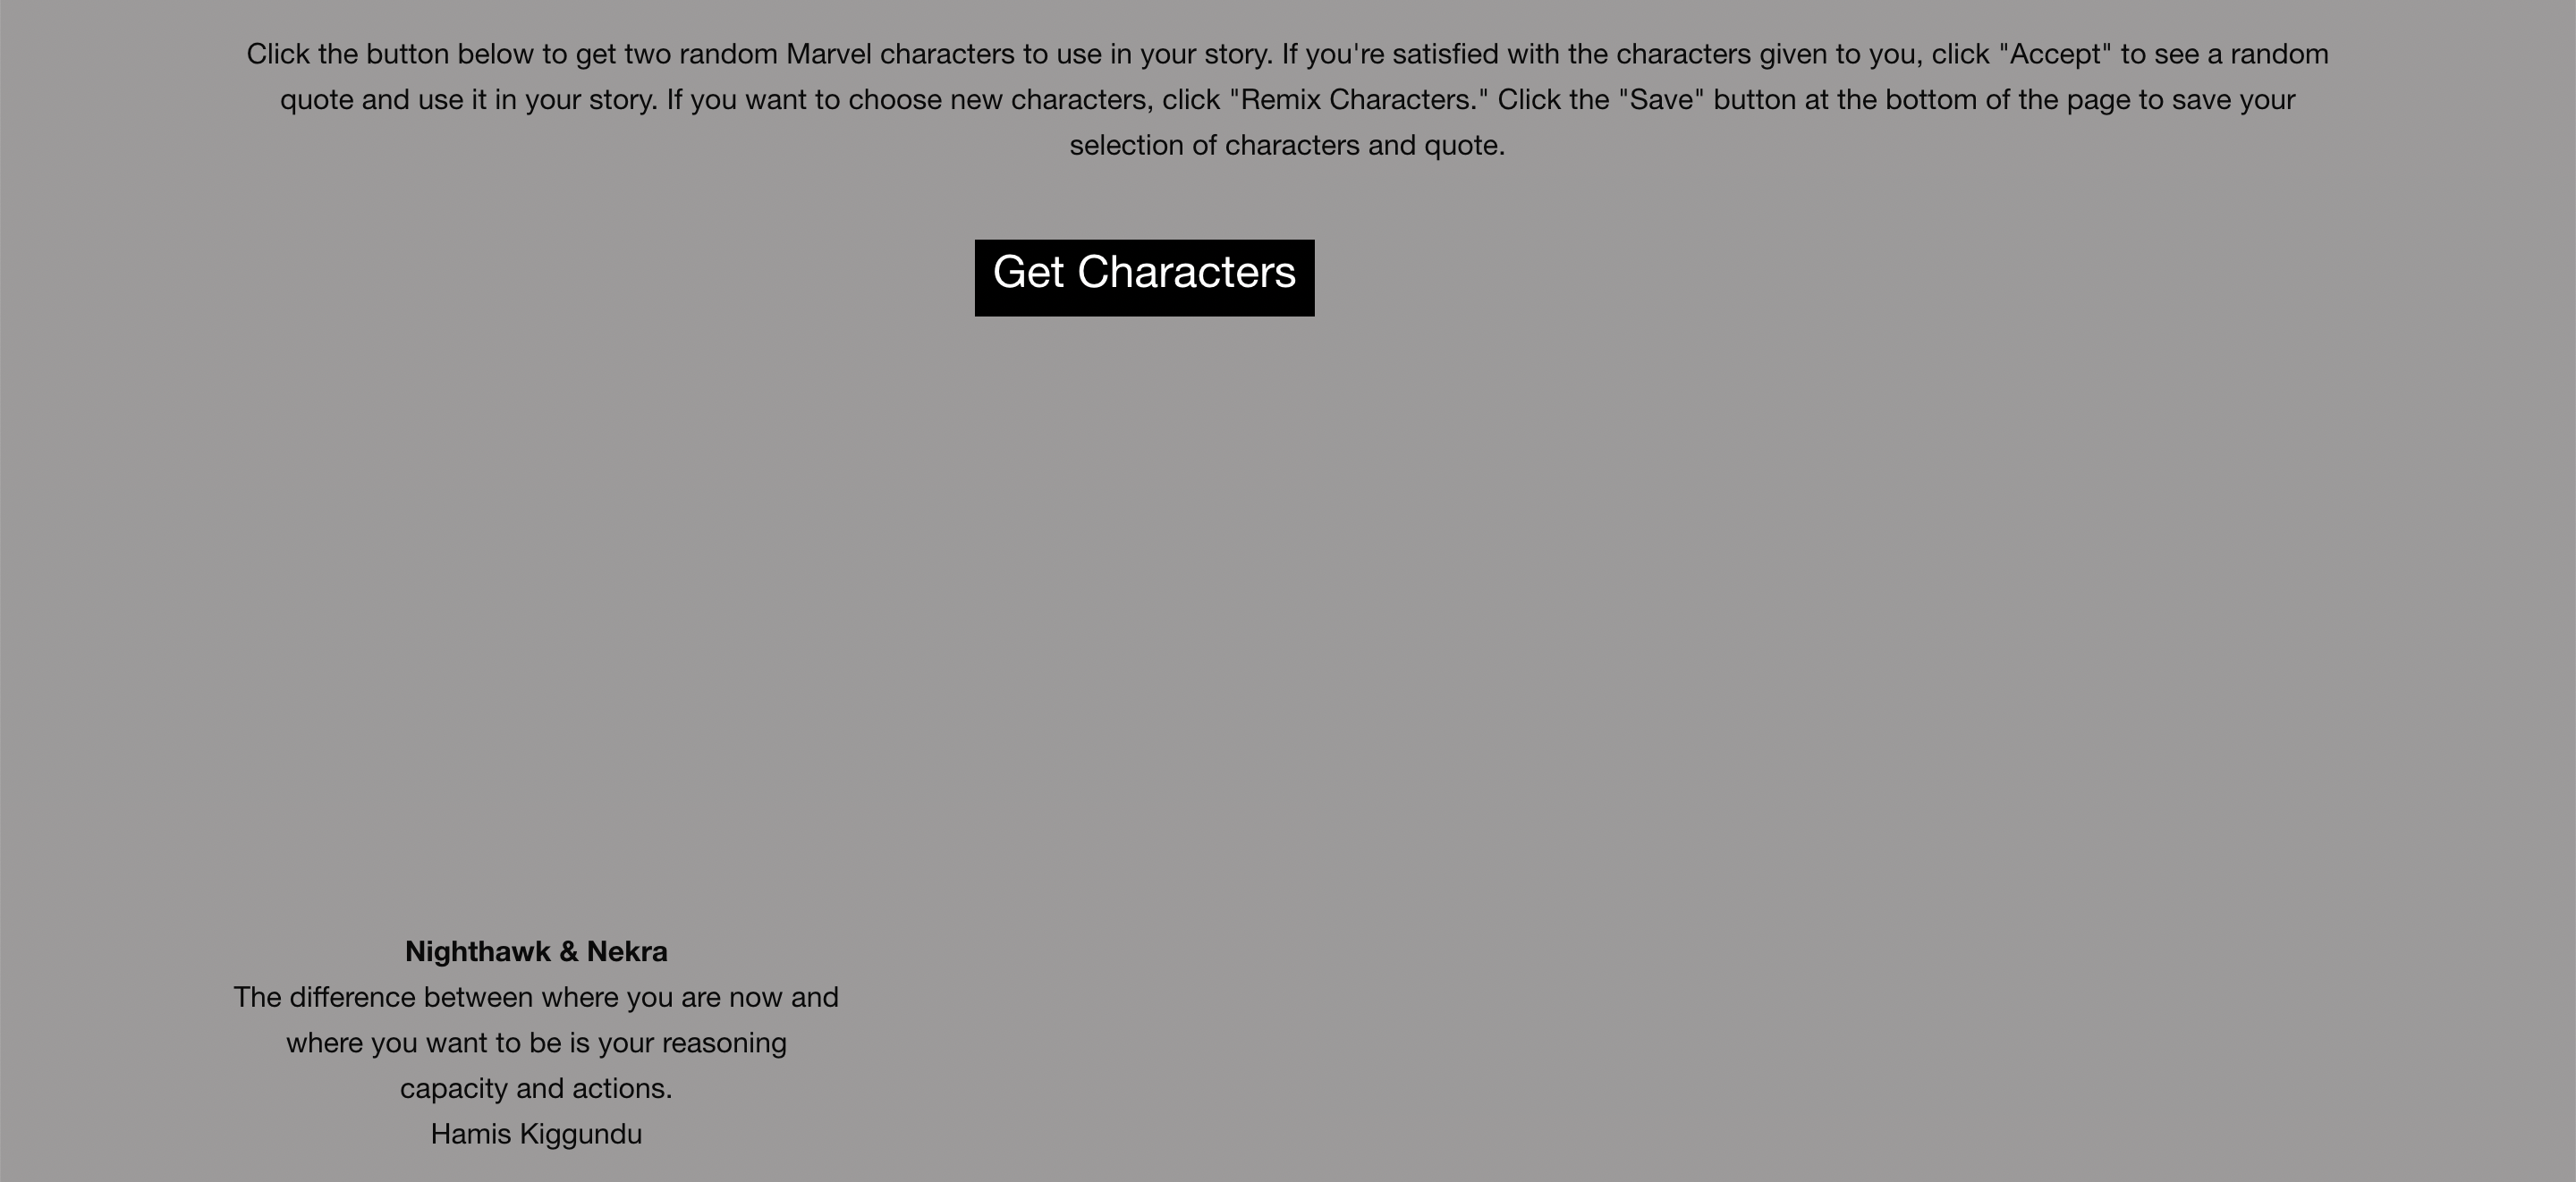 Click the button below to get two random Marvel characters to use in your story. If you're satisfied with the characters given to you, click "Accept" to see a random
quote and use it in your story. If you want to choose new characters, click "Remix Characters." Click the "Save" button at the bottom of the page to save your
selection of characters and quote.
Get Characters
Nighthawk & Nekra
The difference between where you are now and
where you want to be is your reasoning
capacity and actions.
Hamis Kiggundu